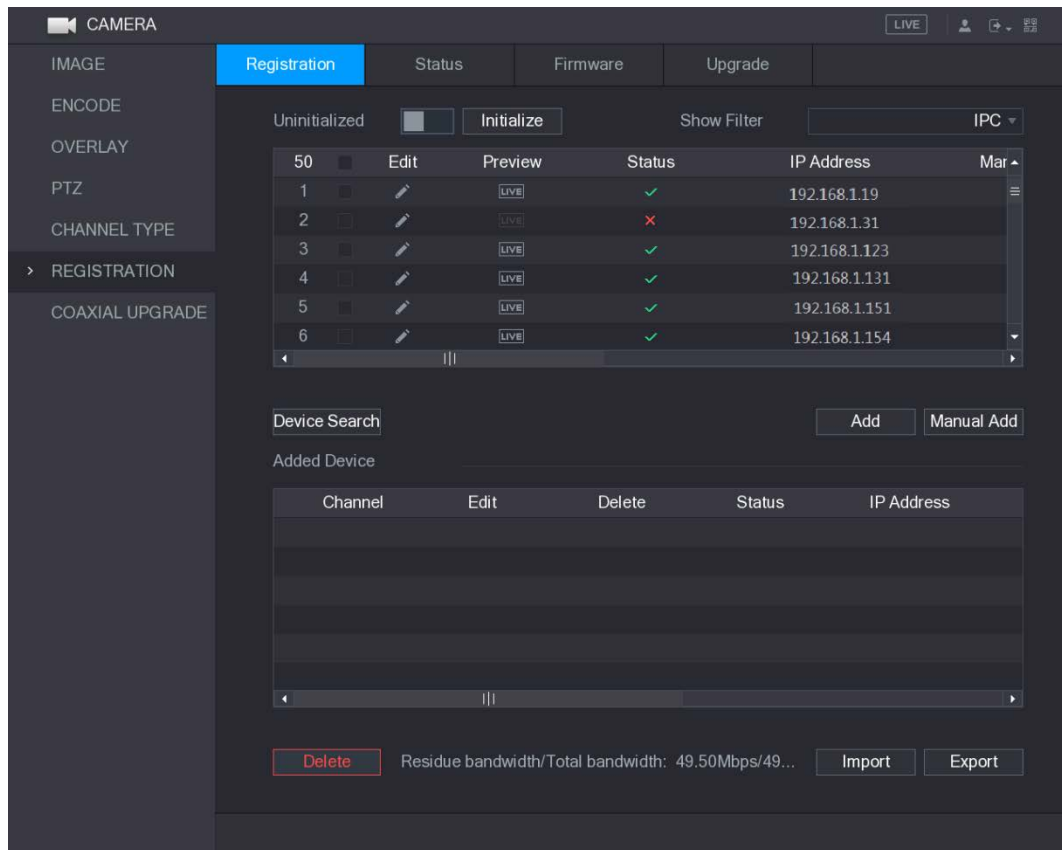 CAMERA LIVE
IMAGE
ENCODE
OVERLAY
PTZ
CHANNEL TYPE
REGISTRATION
COAXIAL UPGRADE
Registration Status Firmware Upgrade
Uninitialized Initialize Show Filter IPC
50 Edit Preview Status IP Address Mar
1 LIVE 192.168.1.19
2 LIVE 192.168.1.31
3 LIVE 192.168.1.123
4 LIVE 192.168.1.131
5 LIVE 192.168.1.151
6 LIVE 192.168.1.154
Device Search Add Manual Add
Added Device
Channel Edit Delete Status IP Address
Delete Residue bandwidth/Total bandwidth: 49.50Mbps/49... Import Export